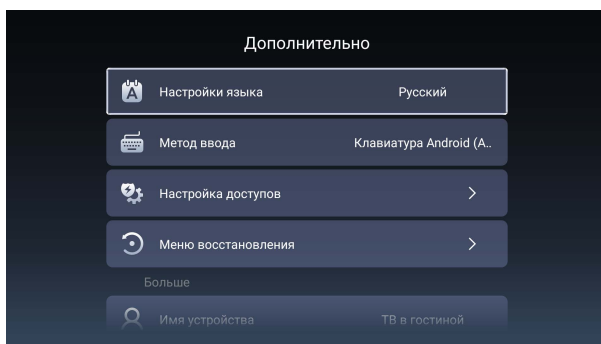 Дополнительно
Настройки языка Русский
Метод ввода Клавиатура Android (A..
Настройка доступов
Меню восстановления
Больше
Имя устройства ТВ в гостиной